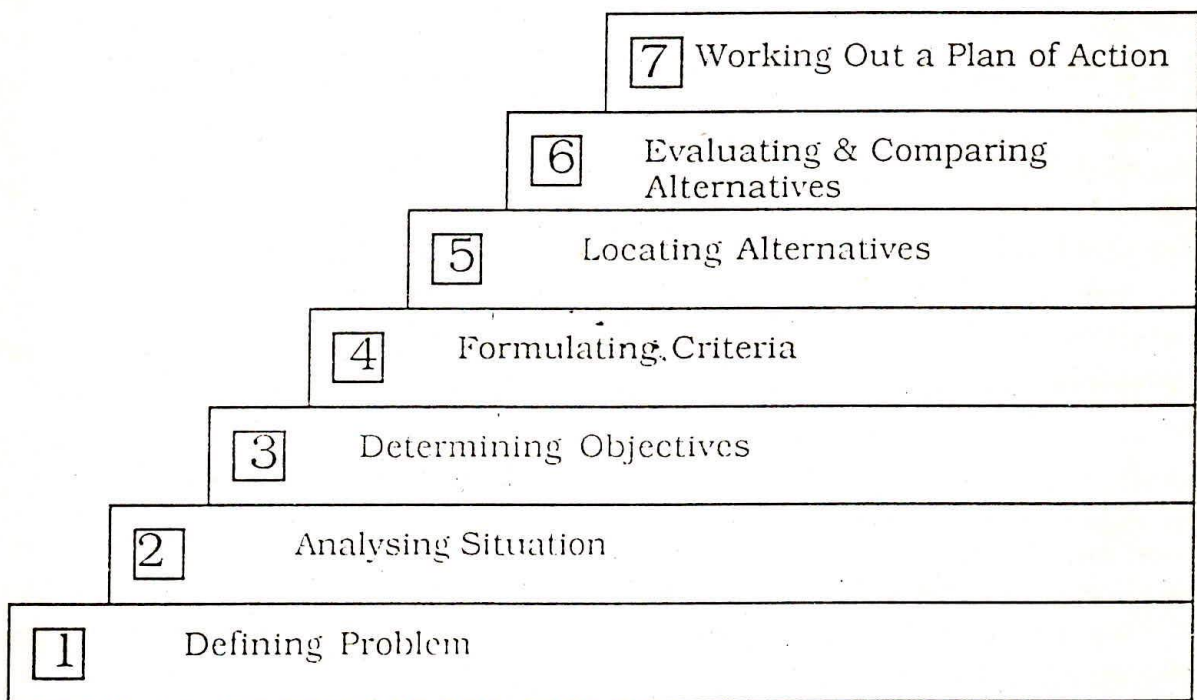 7 Working Out a Plan of Action
6 Evaluating & Comparing
Alternatives
5 Locating Alternatives
4 Formulating Criteria
3 Determining Objectives
2 Analysing Situation
1 Defining Problem